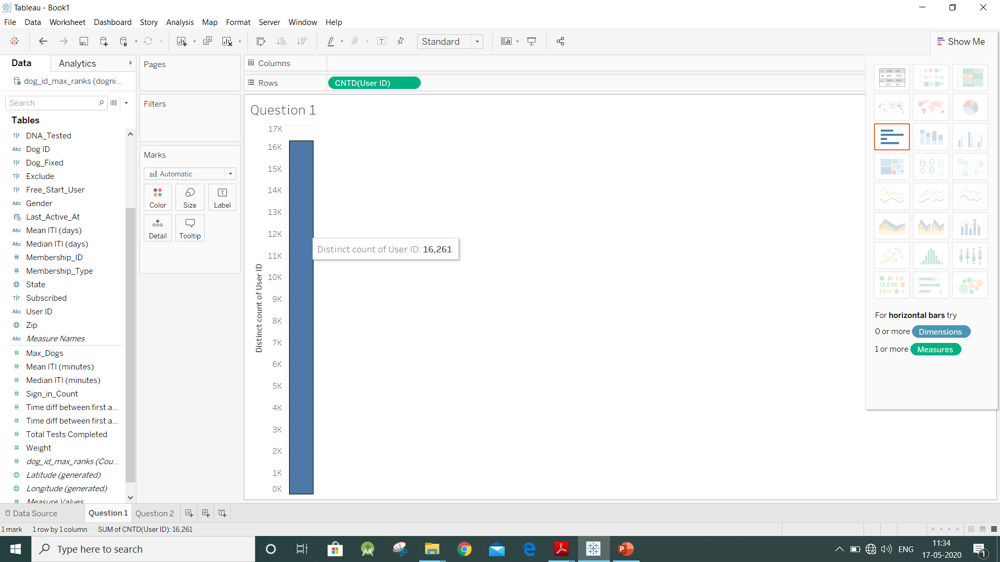 Tableau - Book1
File Data Worksheet Dashboard Story Analysis Map Format Server Window Help
Standard
Show Me
Data Analytics
dog_id_max_ranks (dogni...
Search
Tables
DNA_Tested
Abc Dog ID
Dog_Fixed
Exclude
Free_Start_User
Abc Gender
Last_Active_At
Abc Mean ITI (days)
Abc Median ITI (days)
# Membership_ID
# Membership_Type
State
Subscribed
Abc User ID
Zip
Abc Measure Names
# Max_Dogs
# Mean ITI (minutes)
# Median ITI (minutes)
# Sign_in_Count
# Time diff between first a...
# Time diff between first a...
# Total Tests Completed
# Weight
# dog_id_max_ranks (Cou...
Latitude (generated)
Longitude (generated)
# Measure Values
Pages
Filters
Marks
Automatic
Color Size Label
Detail Tooltip
Columns
Rows CNTD(User ID)
Question 1
17K
16K
15K
14K
13K
12K
11K
10K
9K
8K
7K
6K
5K
4K
3K
2K
1K
0K
Distinct count of User ID
Distinct count of User ID: 16,261
For horizontal bars try
0 or more Dimensions
1 or more Measures
Data Source Question 1 Question 2
1 mark 1 row by 1 column SUM of CNTD(User ID): 16,261
Type here to search
ENG
11:34
17-05-2020
1